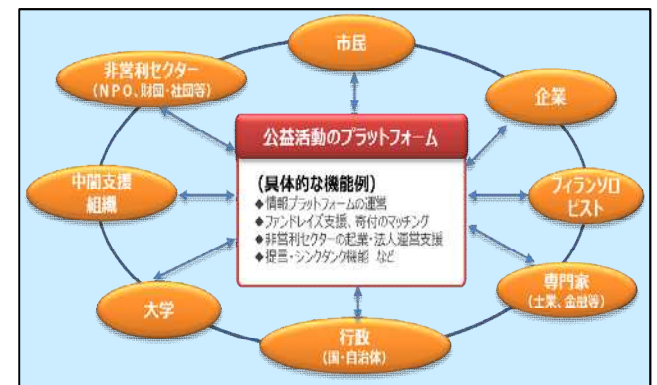 市民
非営利セクター
(NPO、財団・社団等)
企業
公益活動のプラットフォーム
(具体的な機能例)
◆情報プラットフォームの運営
◆ファンドレイズ支援、寄付のマッチング
◆非営利セクターの起業・法人運営支援
◆提言・シンクタンク機能 など
中間支援
組織
フィランソロ
ピスト
大学
専門家
(士業、金融等)
行政
(国・自治体)